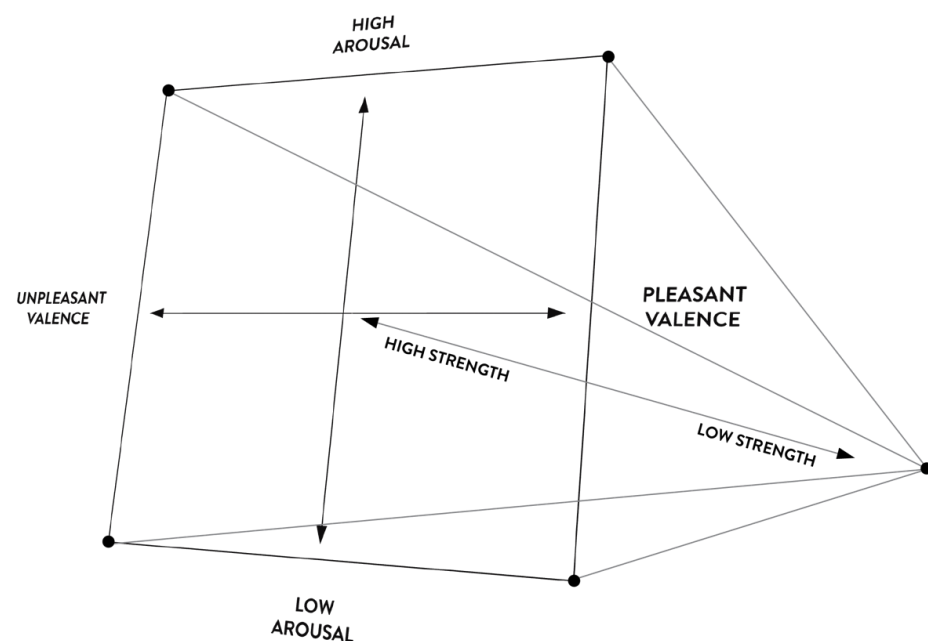 HIGH
AROUSAL
UNPLEASANT
VALENCE
PLEASANT
VALENCE
HIGH STRENGTH
LOW STRENGTH
LOW
AROUSAL